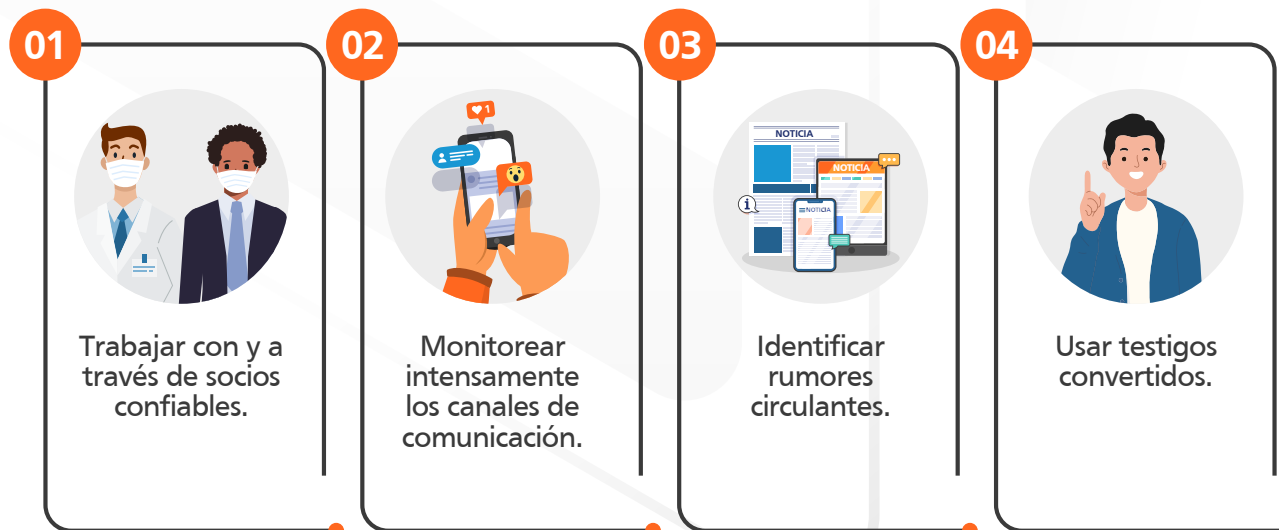 01
Trabajar con y a
través de socios
confiables.
02
1
Monitorear
intensamente
los canales de
comunicación.
03
NOTICIA
NOTICIA
NOTICIA
i
Identificar
rumores
circulantes.
04
Usar testigos
convertidos.